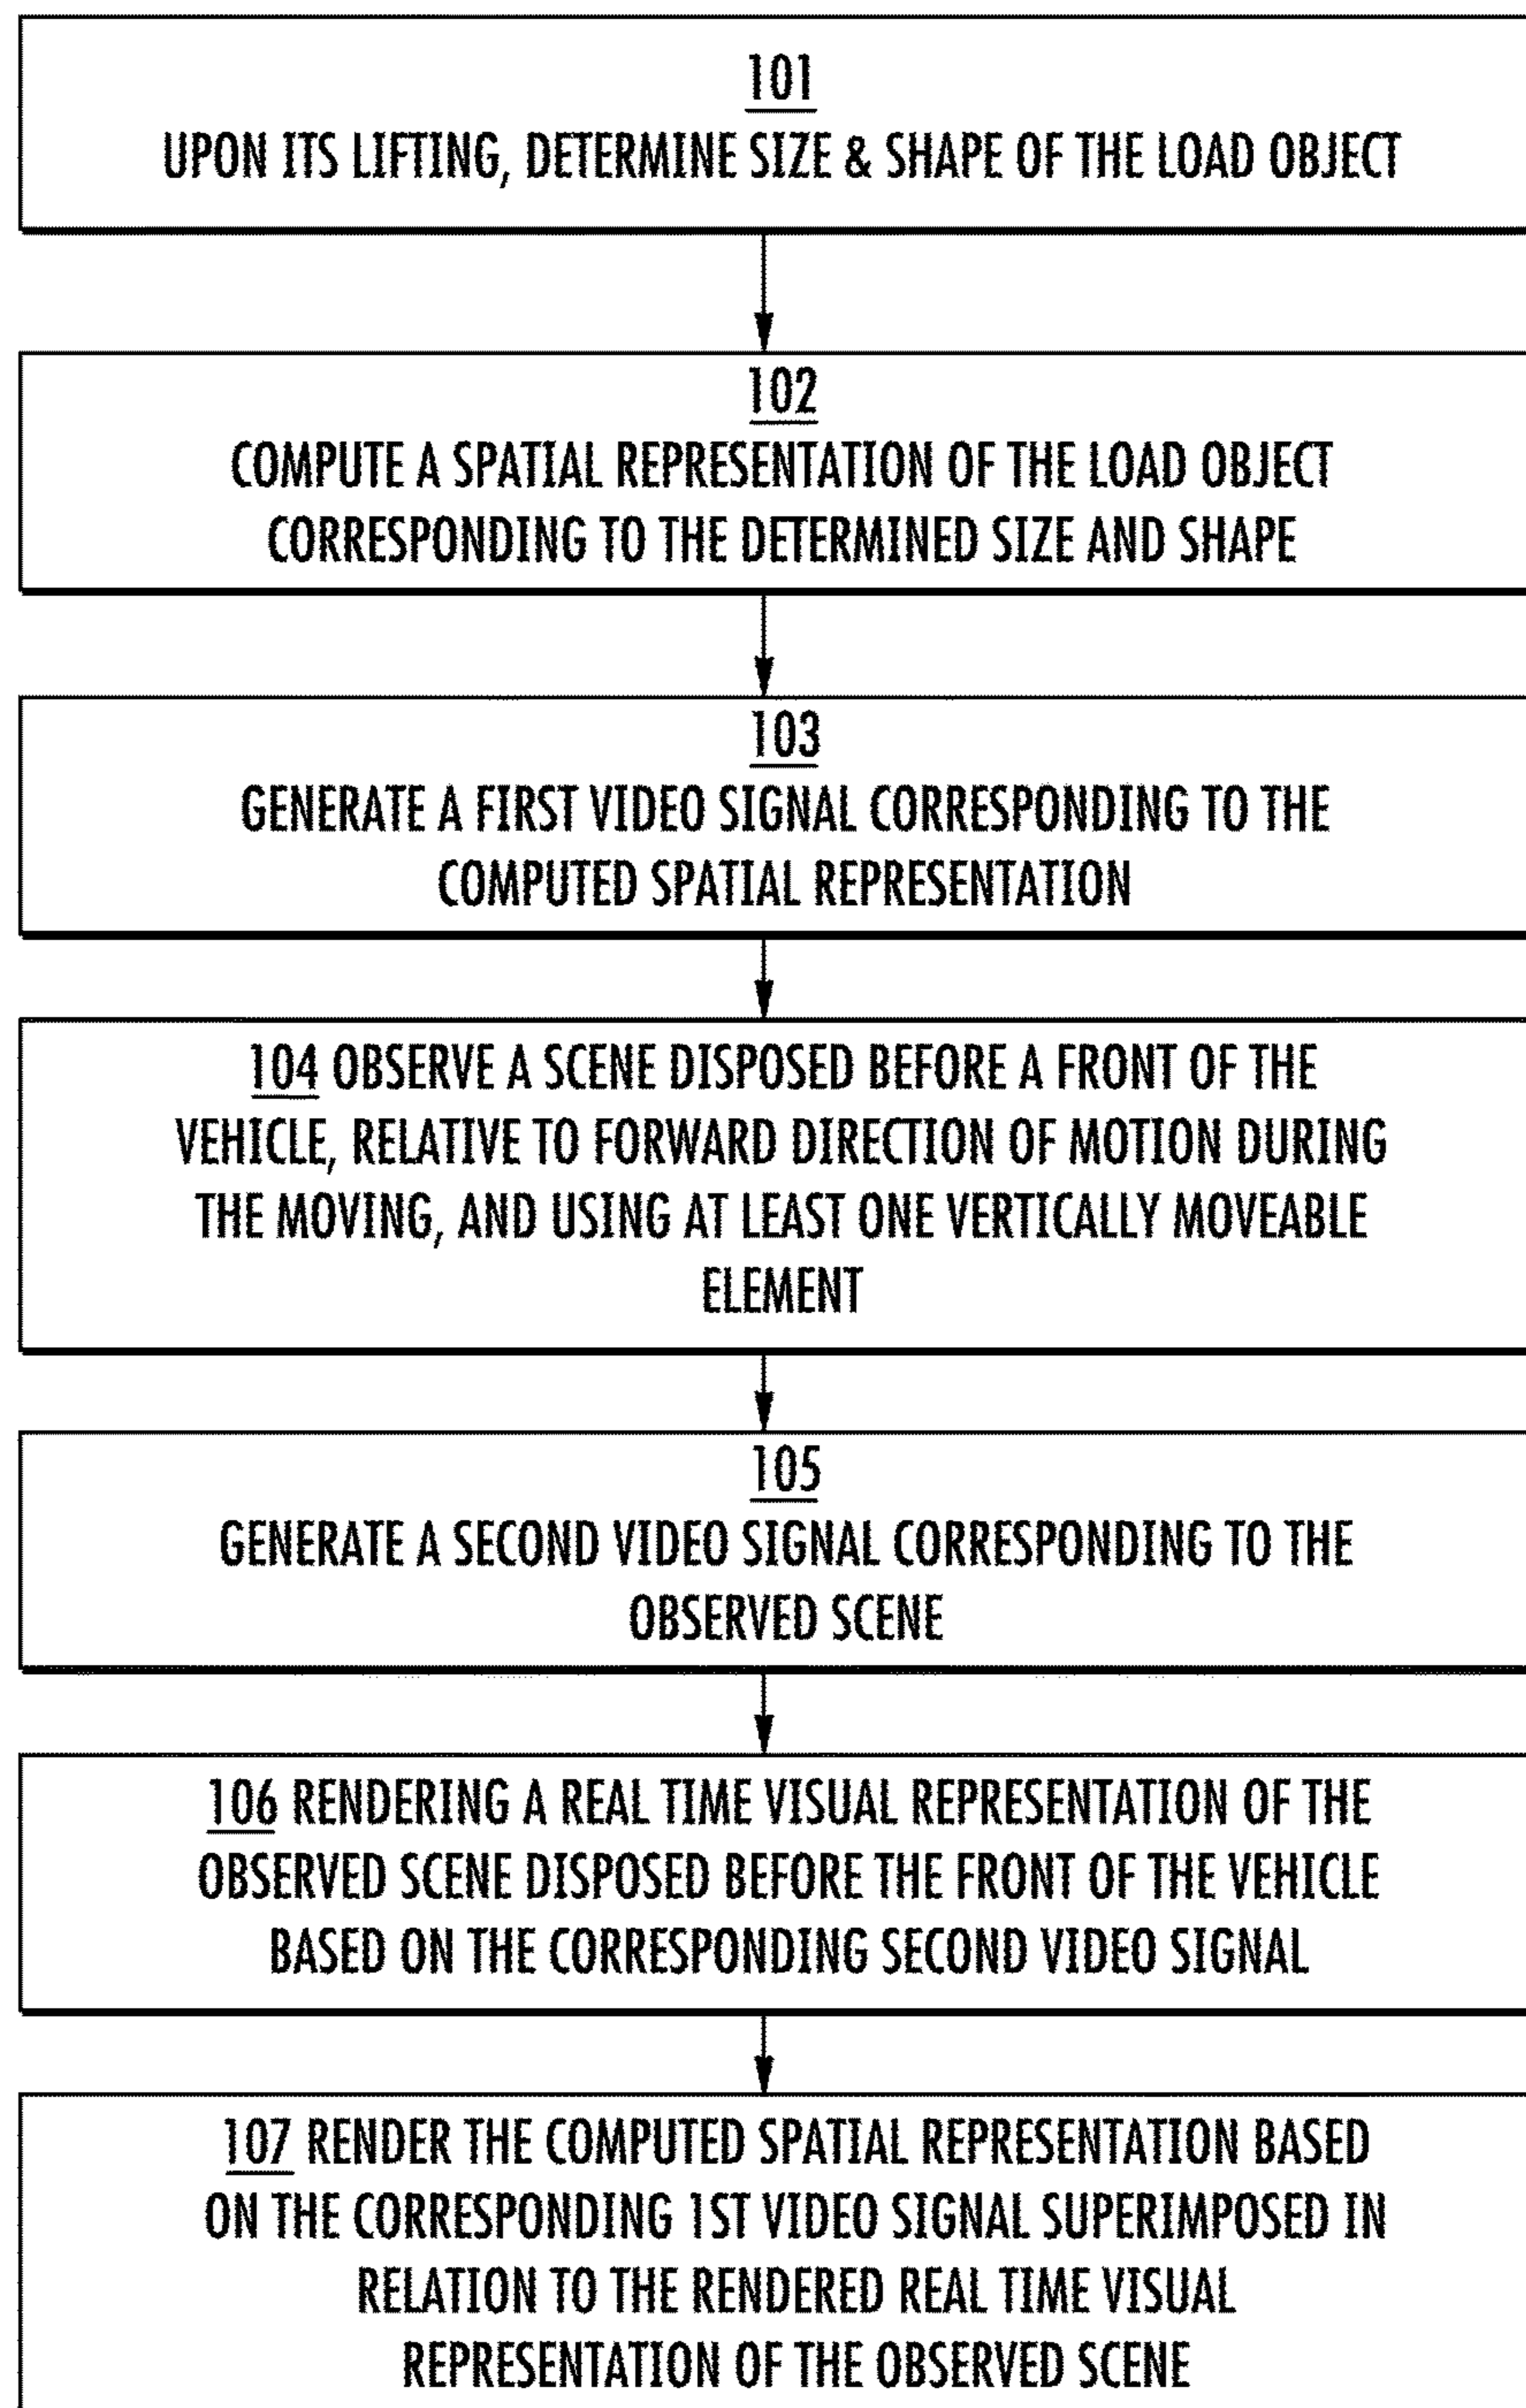 101
UPON ITS LIFTING, DETERMINE SIZE & SHAPE OF THE LOAD OBJECT
102
COMPUTE A SPATIAL REPRESENTATION OF THE LOAD OBJECT
CORRESPONDING TO THE DETERMINED SIZE AND SHAPE
103
GENERATE A FIRST VIDEO SIGNAL CORRESPONDING TO THE
COMPUTED SPATIAL REPRESENTATION
104 OBSERVE A SCENE DISPOSED BEFORE A FRONT OF THE
VEHICLE, RELATIVE TO FORWARD DIRECTION OF MOTION DURING
THE MOVING, AND USING AT LEAST ONE VERTICALLY MOVEABLE
ELEMENT
105
GENERATE A SECOND VIDEO SIGNAL CORRESPONDING TO THE
OBSERVED SCENE
106 RENDERING A REAL TIME VISUAL REPRESENTATION OF THE
OBSERVED SCENE DISPOSED BEFORE THE FRONT OF THE VEHICLE
BASED ON THE CORRESPONDING SECOND VIDEO SIGNAL
107 RENDER THE COMPUTED SPATIAL REPRESENTATION BASED
ON THE CORRESPONDING 1ST VIDEO SIGNAL SUPERIMPOSED IN
RELATION TO THE RENDERED REAL TIME VISUAL
REPRESENTATION OF THE OBSERVED SCENE